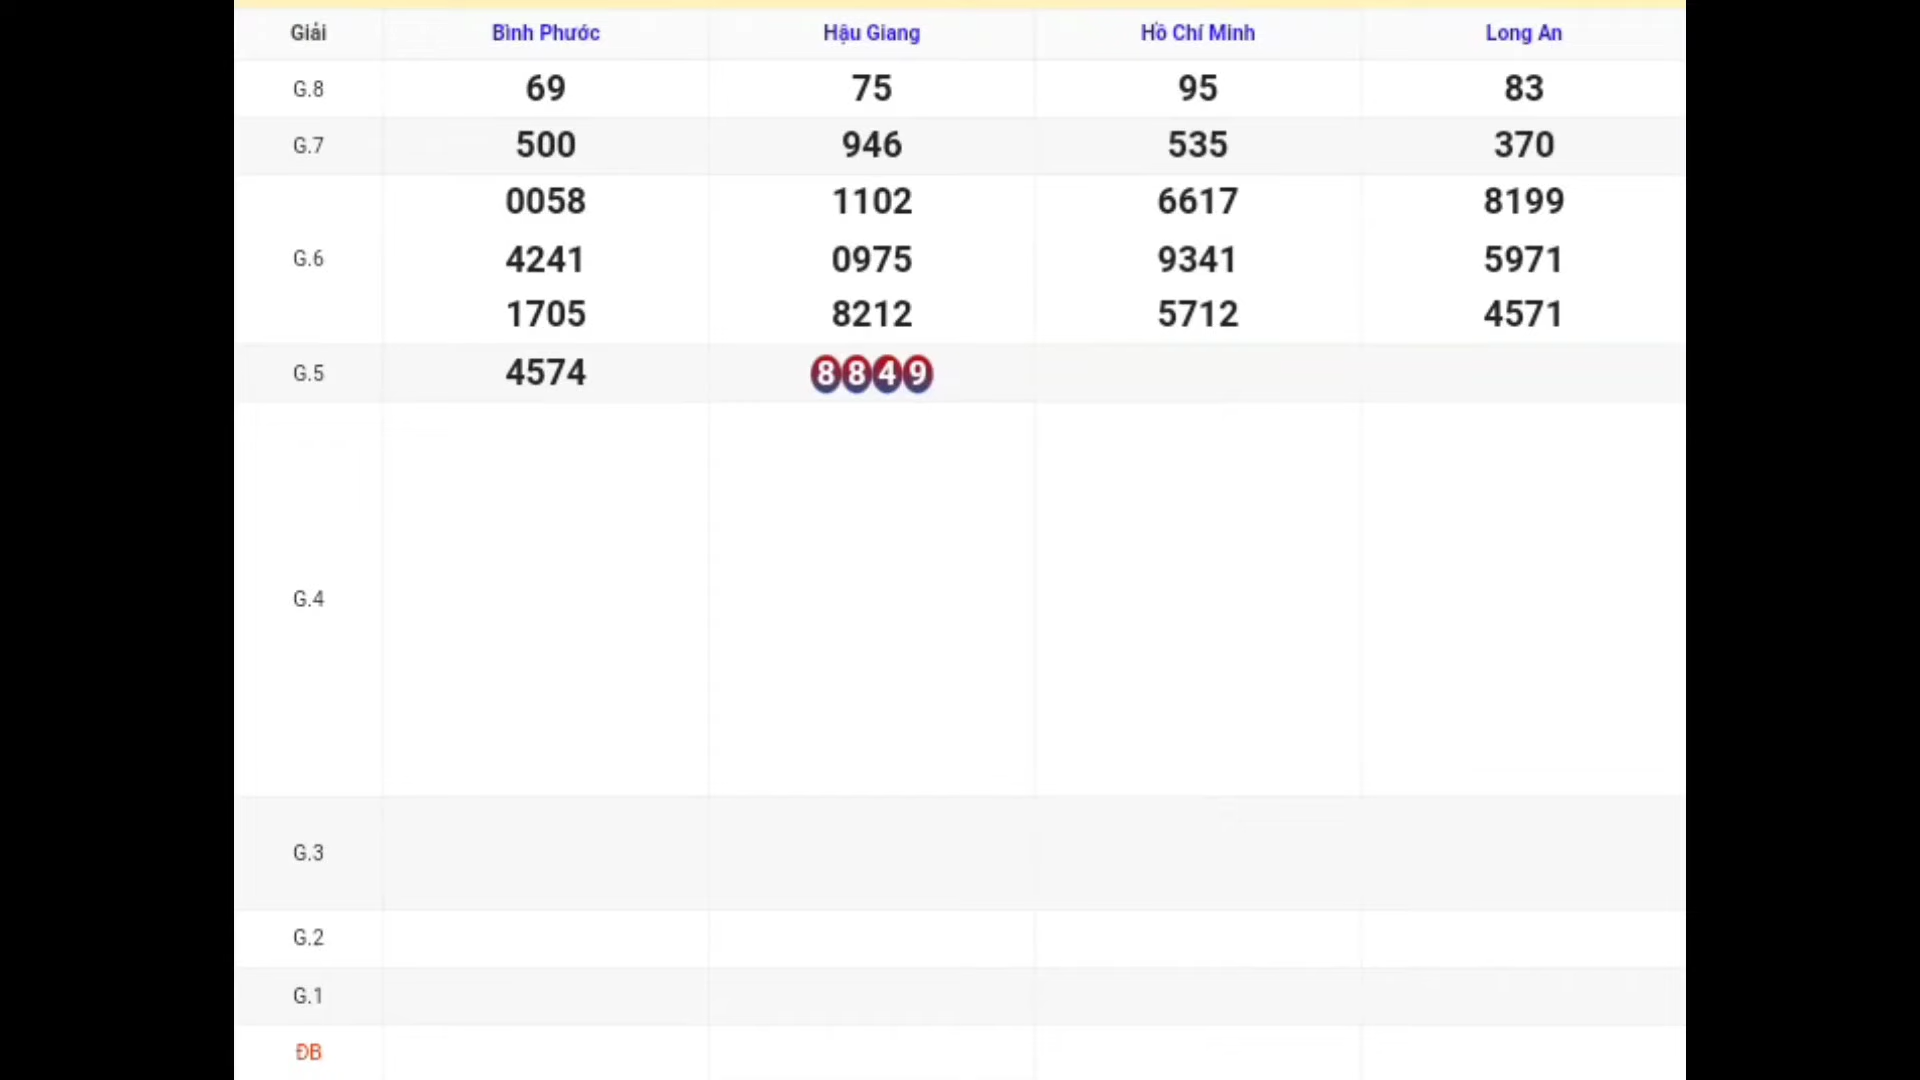 Giải Bình Phước Hậu Giang Hồ Chí Minh Long An
G.8 69 75 95 83
G.7 500 946 535 370
0058 1102 6617 8199
G.6 4241 0975 9341 5971
1705 8212 5712 4571
G.5 4574 8849
G.4
G.3
G.2
G.1
ĐB